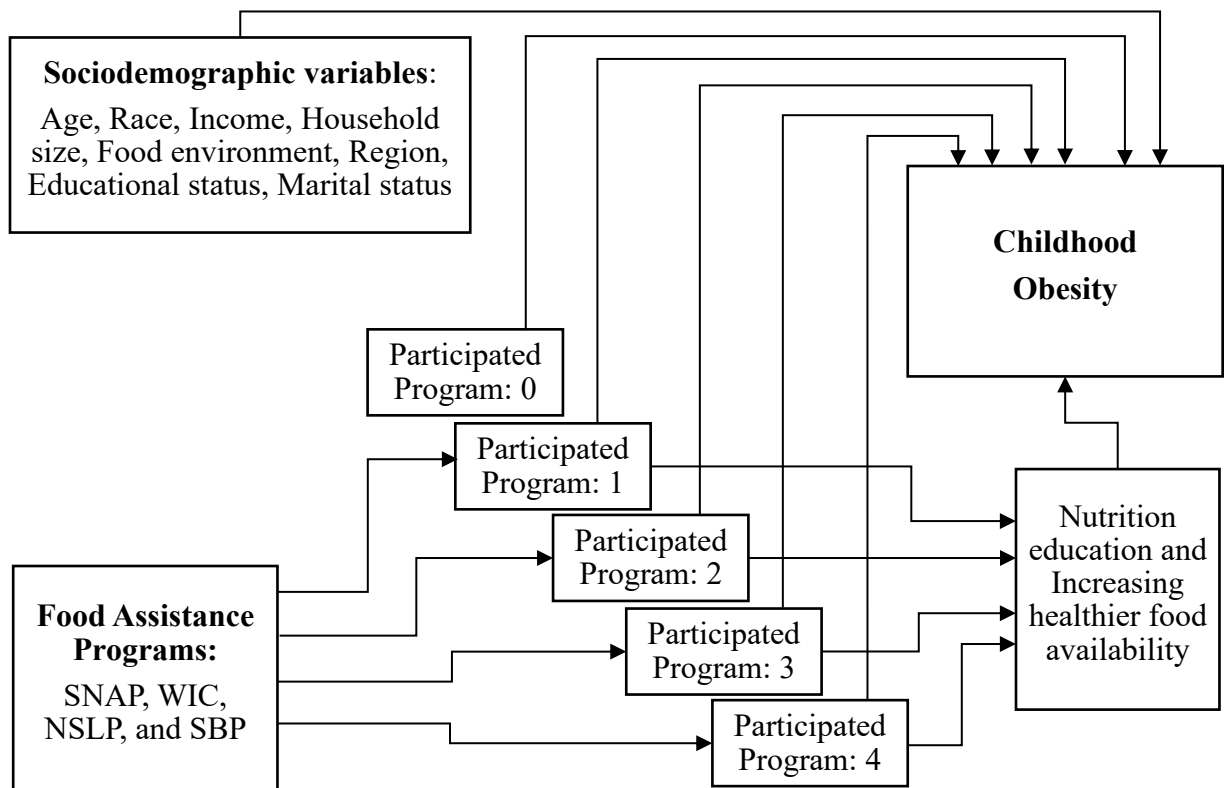 Sociodemographic variables:
Age, Race, Income, Household
size, Food environment, Region,
Educational status, Marital status
Childhood
Obesity
Participated
Program: 0
Participated
Program: 1
Participated
Program: 2
Participated
Program: 3
Participated
Program: 4
Food Assistance
Programs:
SNAP, WIC,
NSLP, and SBP
Nutrition
education and
Increasing
healthier food
availability